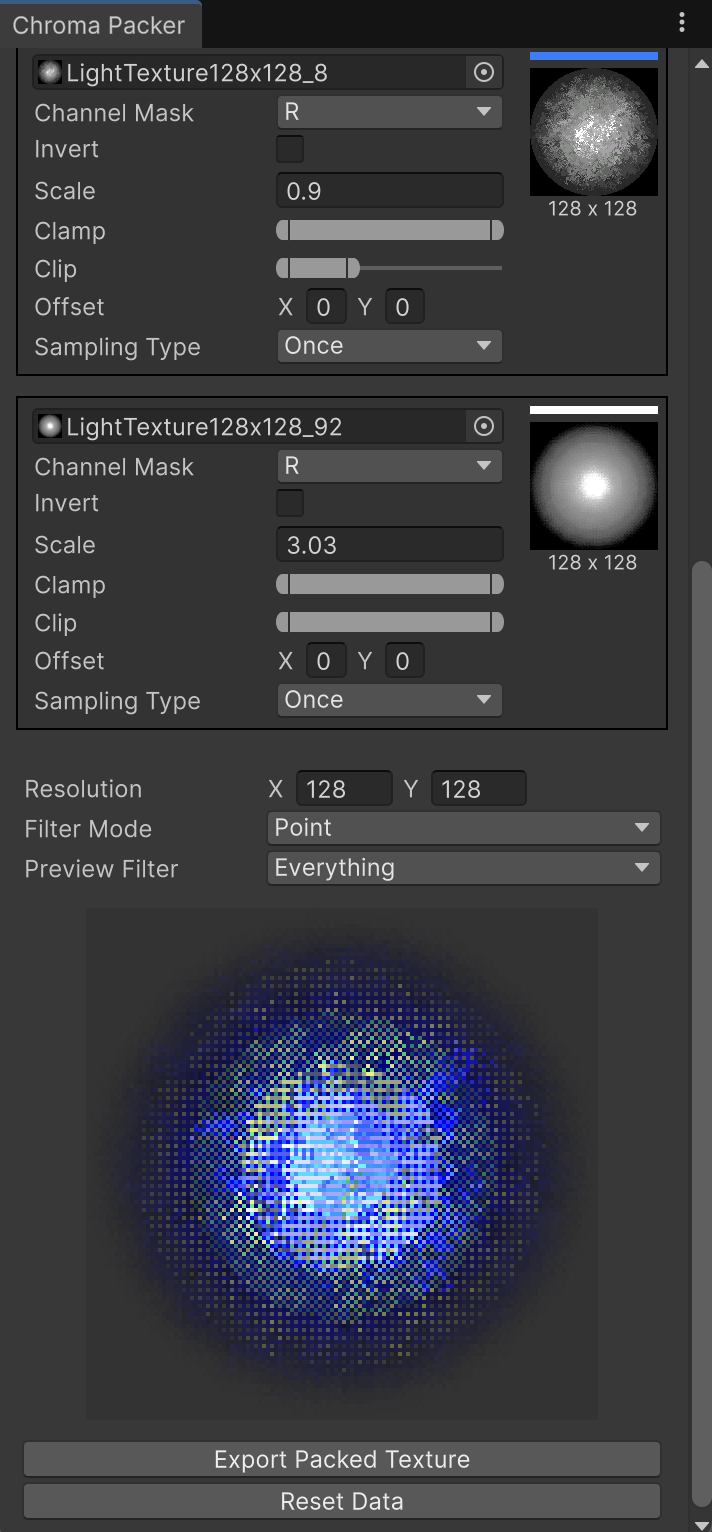 Chroma Packer
LightTexture128x128_8
Channel Mask R
Invert
128 x 128
Scale 0.9
Clamp
Clip
Offset X 0 Y 0
Sampling Type Once
LightTexture128x128_92
Channel Mask R
Invert
128 x 128
Scale 3.03
Clamp
Clip
Offset X 0 Y 0
Sampling Type Once
Resolution X 128 Y 128
Filter Mode Point
Preview Filter Everything
Export Packed Texture
Reset Data